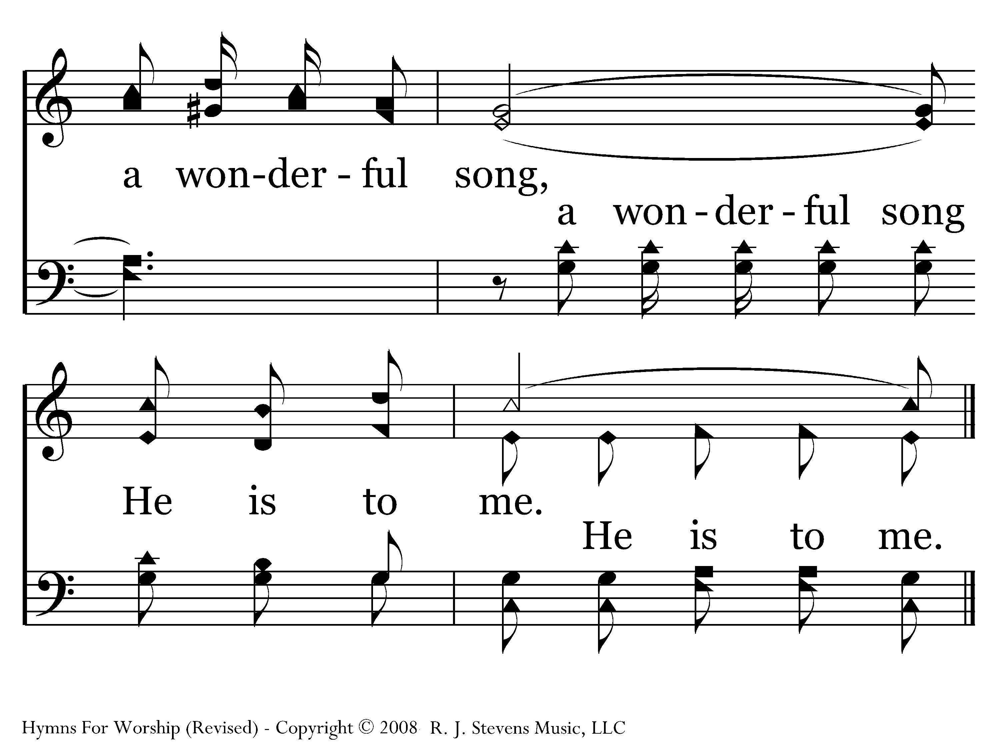 a won-der - ful song,
a won - der - ful song
He is to me.
He is to me.
Hymns For Worship (Revised) - Copyright © 2008 R. J. Stevens Music, LLC